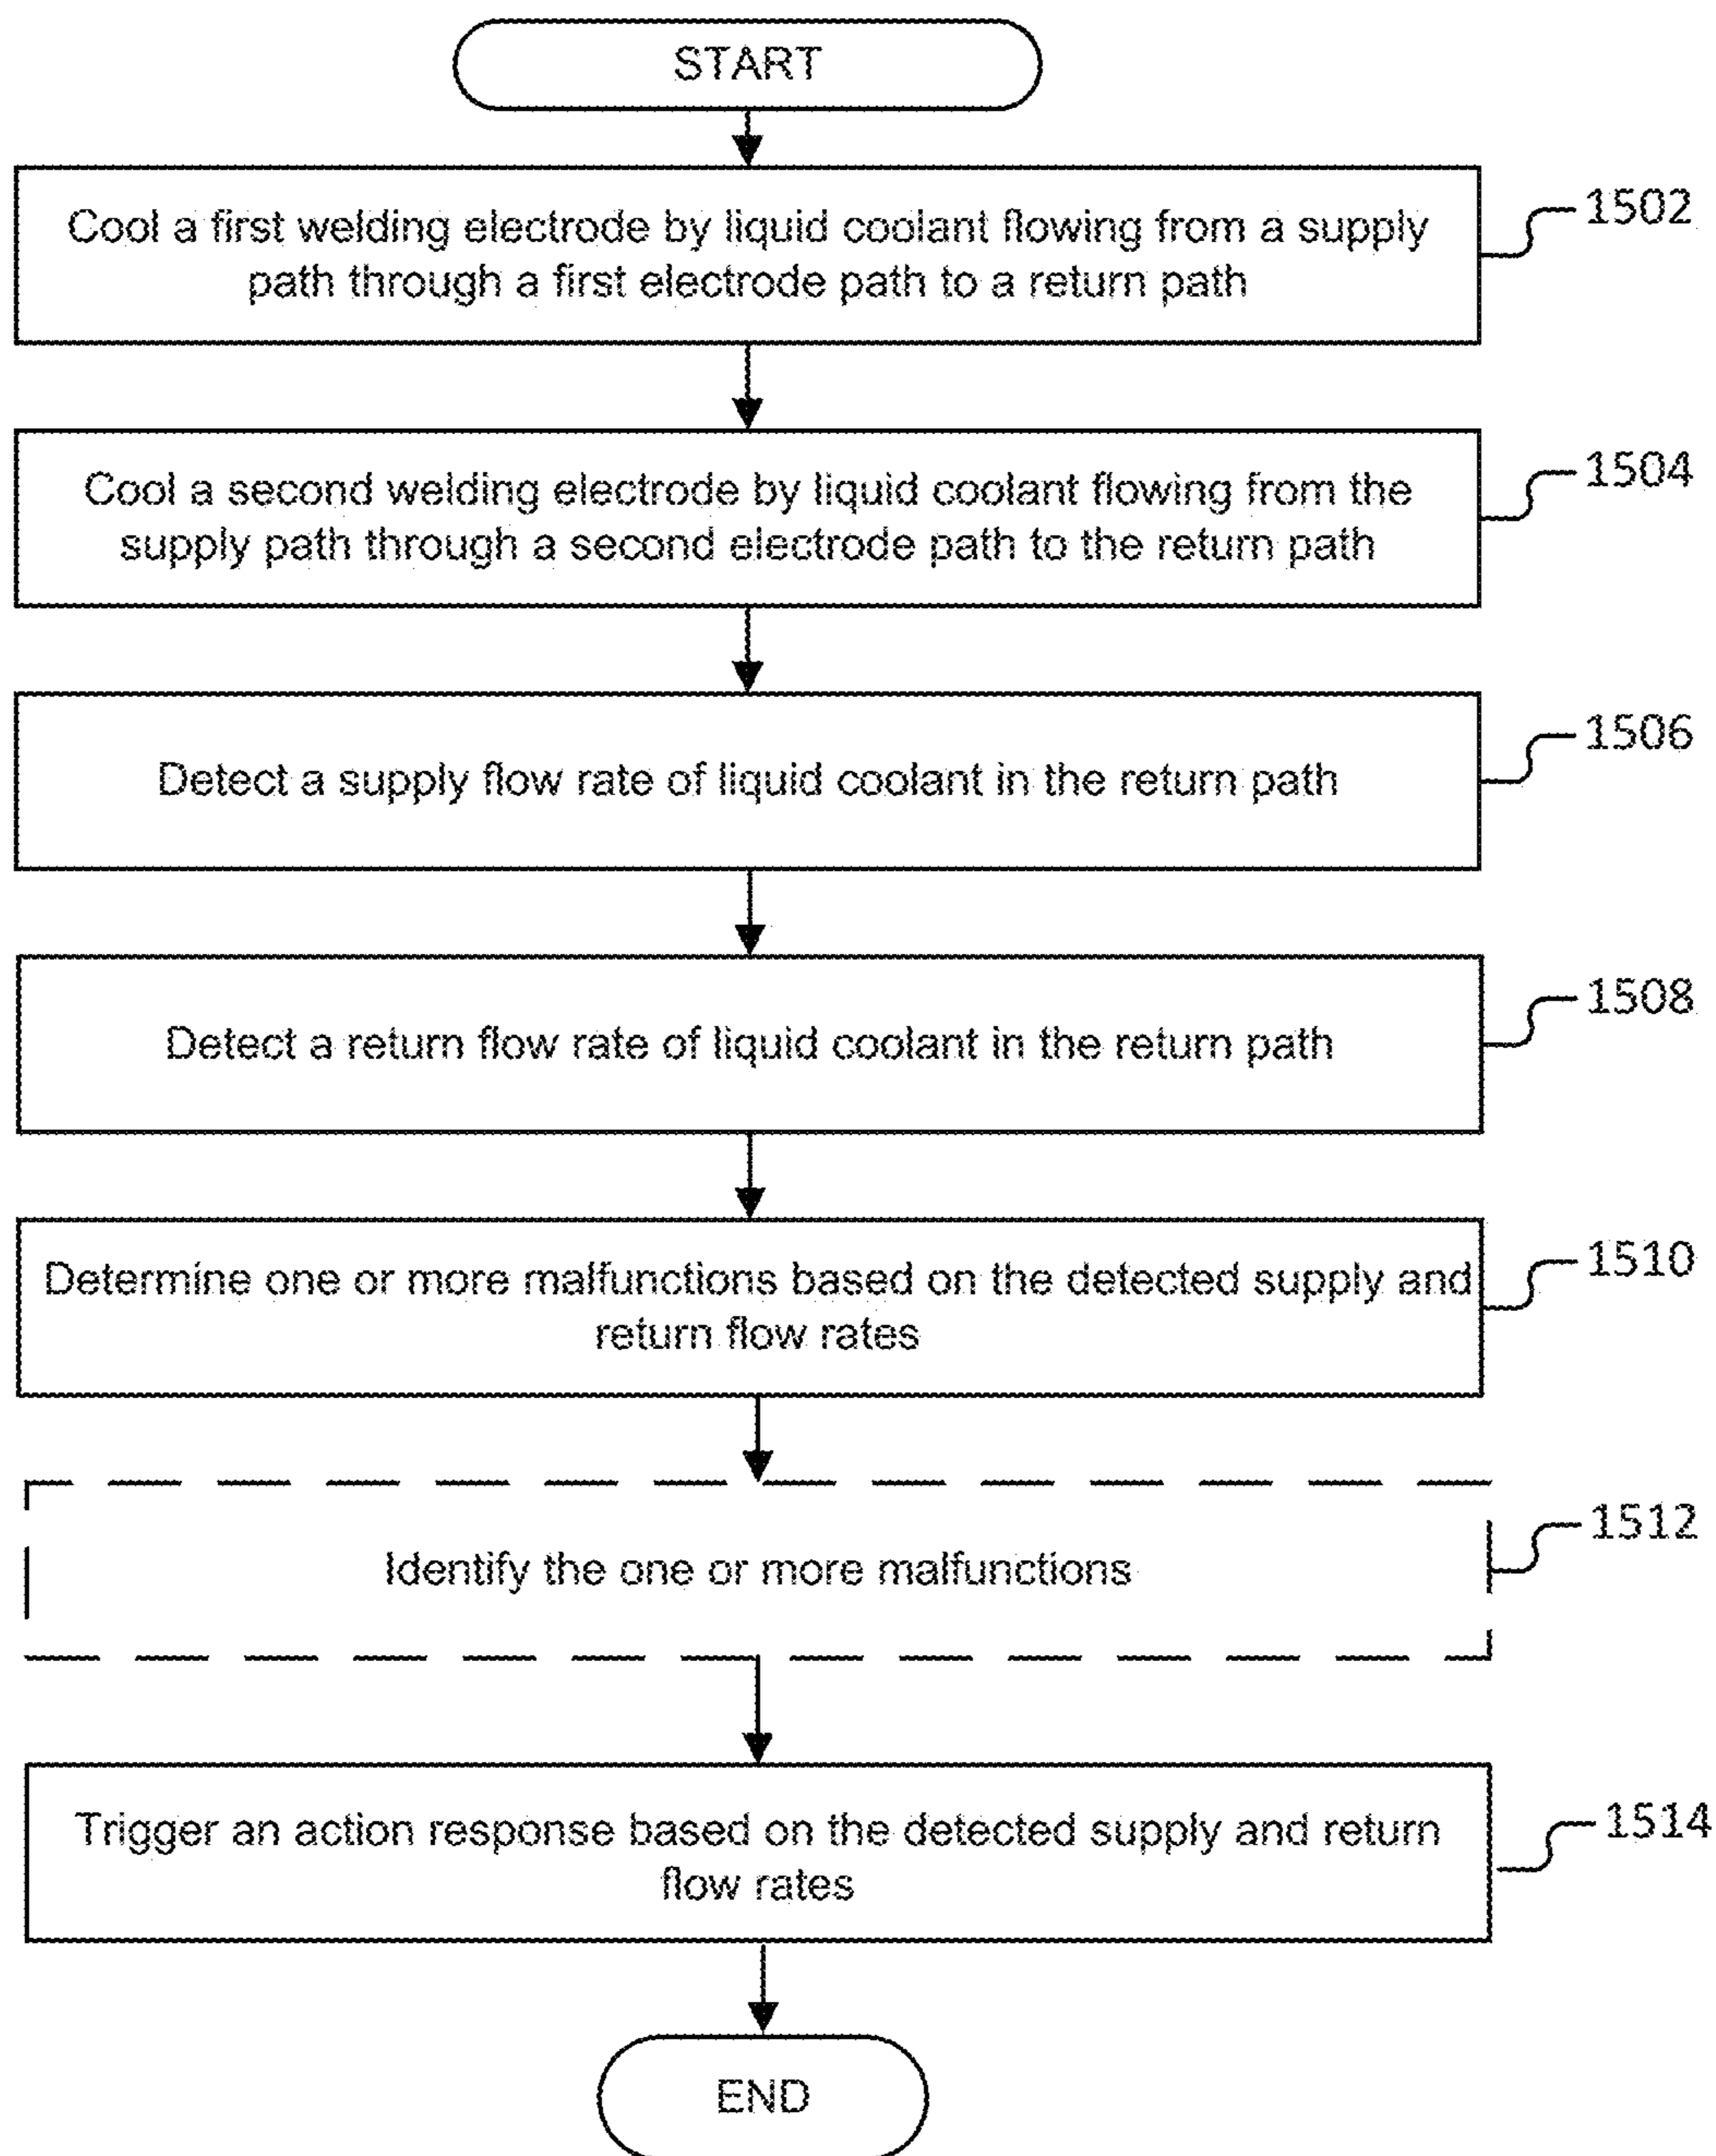 START
Cool a first welding electrode by liquid coolant flowing from a supply
path through a first electrode path to a return path
1502
Cool a second welding electrode by liquid coolant flowing from the
supply path through a second electrode path to the return path
1504
Detect a supply flow rate of liquid coolant in the return path
1506
Detect a return flow rate of liquid coolant in the return path
1508
Determine one or more malfunctions based on the detected supply and
return flow rates
1510
Identify the one or more malfunctions
1512
Trigger an action response based on the detected supply and return
flow rates
1514
END